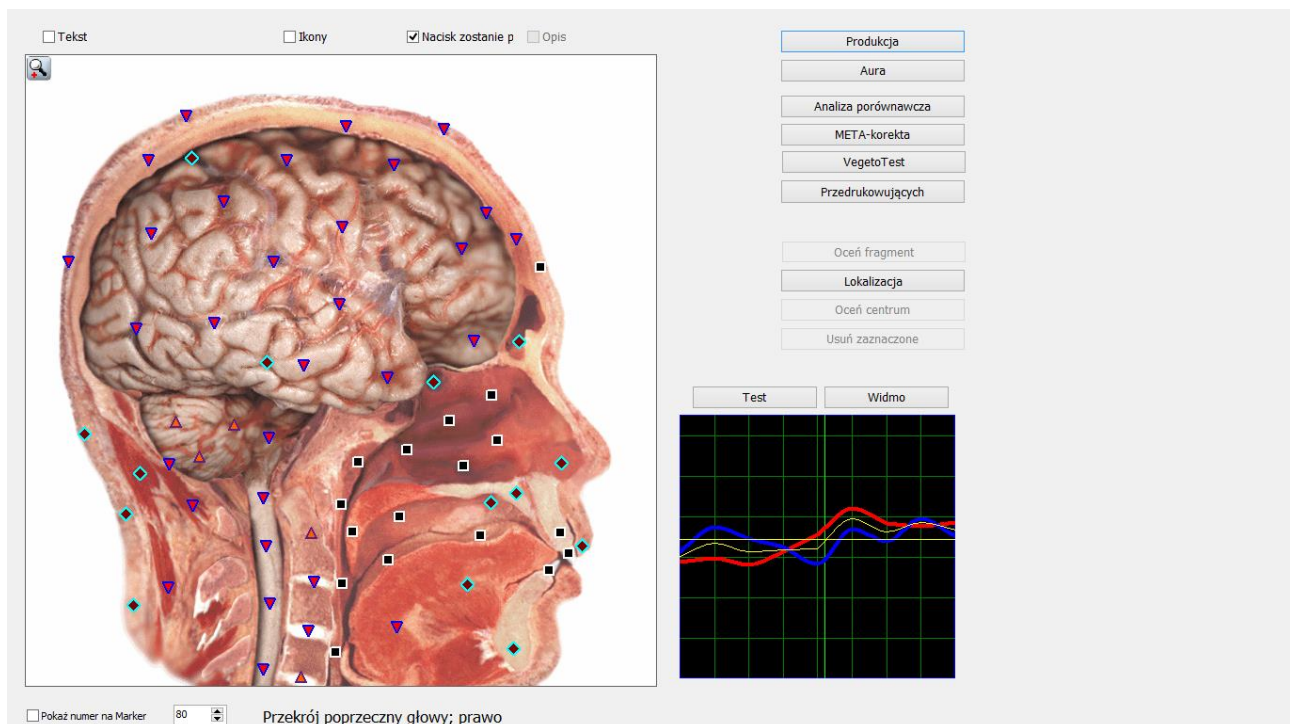 Tekst
Ikony
Nacisk zostanie p
Opis
Produkcja
Aura
Analiza porównawcza
META-korekta
VegetoTest
Przedrukowujących
Oceń fragment
Lokalizacja
Oceń centrum
Usuń zaznaczone
Test
Widmo
Pokaż numer na Marker
80
Przekrój poprzeczny głowy; prawo